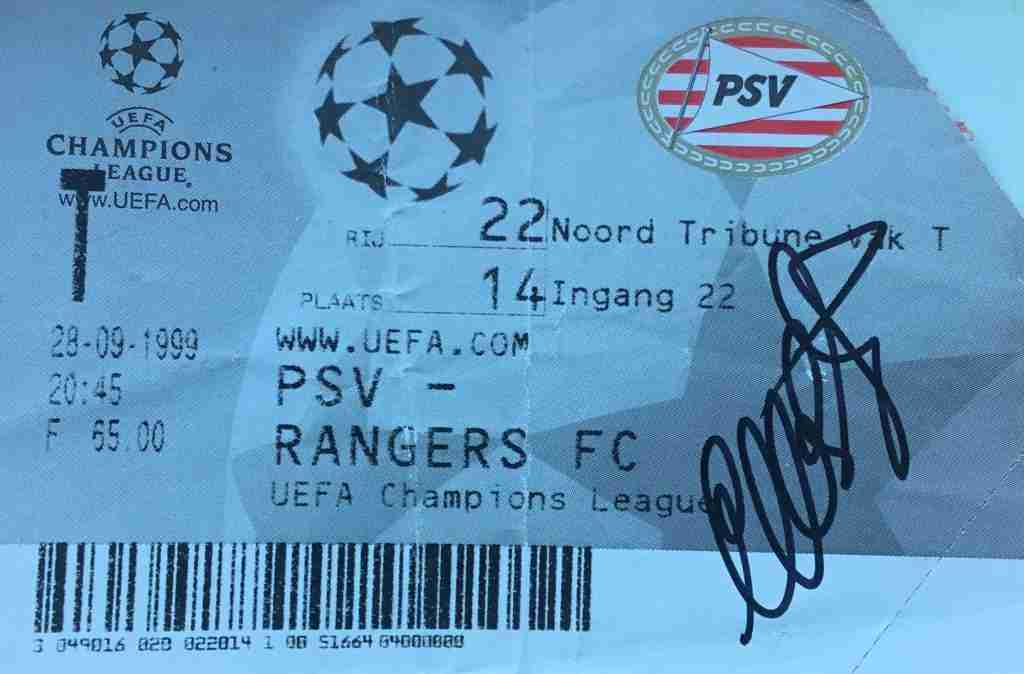 UEFA
CHAMPIONS
LEAGUE
www.UEFA.com
PSV
T
RIJ 22 Noord Tribune Vak T
PLAATS 14 Ingang 22
28-09-1999
20:45
F 65.00
WWW.UEFA.COM
PSV -
RANGERS FC
UEFA Champions League
3 049016 020 022014 1 00 51664 04000000